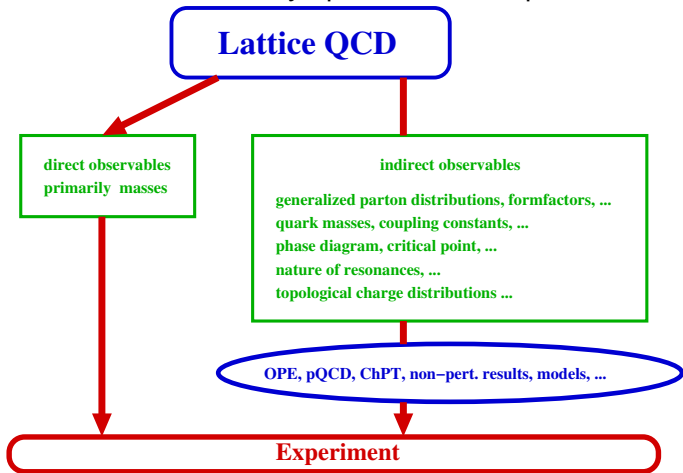 Lattice QCD
direct observables
primarily masses
indirect observables
generalized parton distributions, formfactors, ...
quark masses, coupling constants, ...
phase diagram, critical point, ...
nature of resonances, ...
topological charge distributions ...
OPE, pQCD, ChPT, non−pert. results, models, ...
Experiment